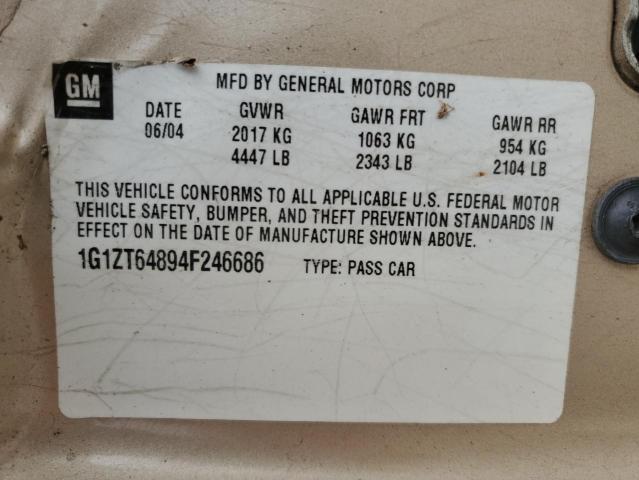 GM
MFD BY GENERAL MOTORS CORP
DATE GVWR GAWR FRT GAWR RR
06/04 2017 KG 1063 KG 954 KG
4447 LB 2343 LB 2104 LB
THIS VEHICLE CONFORMS TO ALL APPLICABLE U.S. FEDERAL MOTOR
VEHICLE SAFETY, BUMPER, AND THEFT PREVENTION STANDARDS IN
EFFECT ON THE DATE OF MANUFACTURE SHOWN ABOVE.
1G1ZT64894F246686 TYPE: PASS CAR